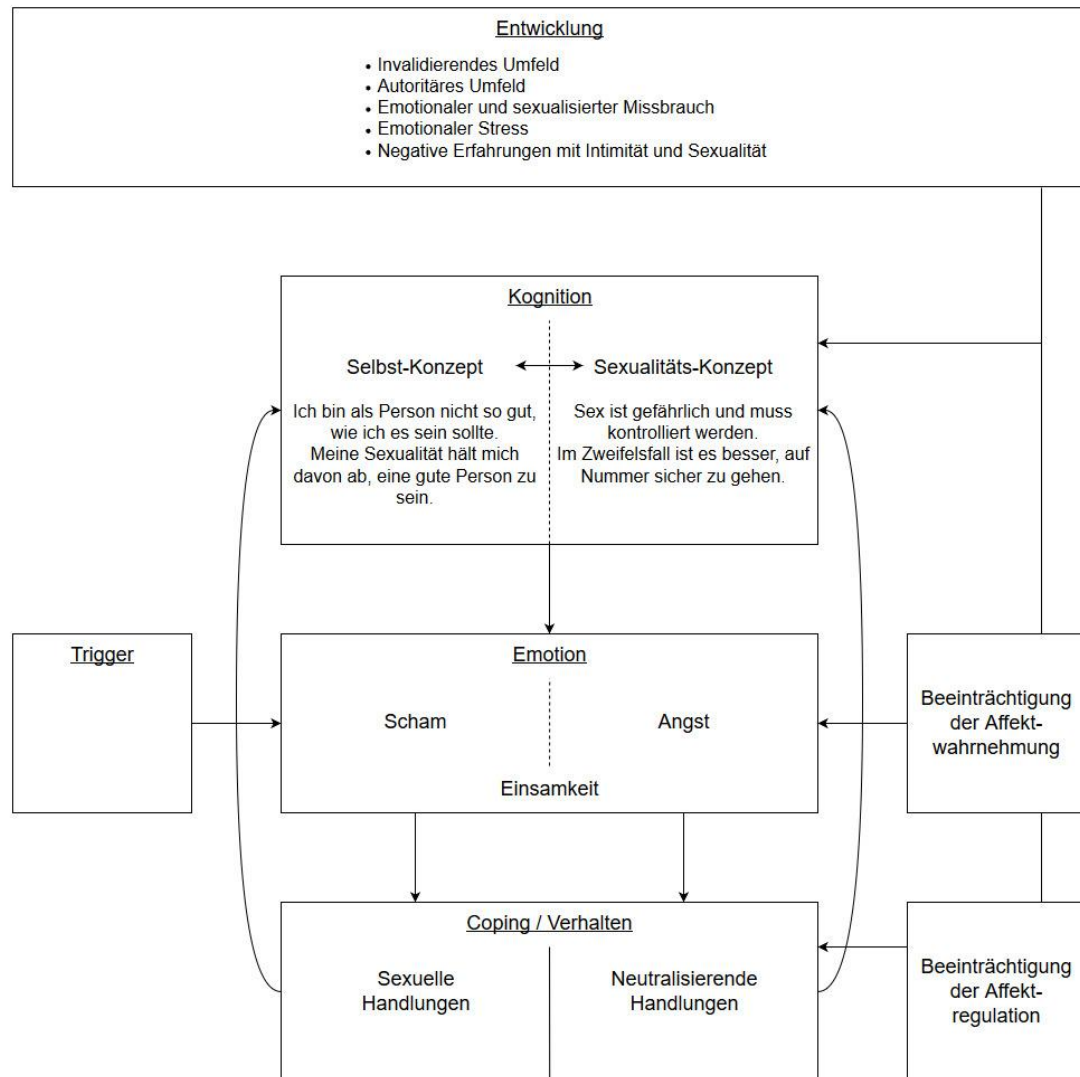 Entwicklung
• Invalidierendes Umfeld
• Autoritäres Umfeld
• Emotionaler und sexualisierter Missbrauch
• Emotionaler Stress
• Negative Erfahrungen mit Intimität und Sexualität
Kognition
Selbst-Konzept
Ich bin als Person nicht so gut,
wie ich es sein sollte.
Meine Sexualität hält mich
davon ab, eine gute Person zu
sein.
Sexualitäts-Konzept
Sex ist gefährlich und muss
kontrolliert werden.
Im Zweifelsfall ist es besser, auf
Nummer sicher zu gehen.
Trigger
Emotion
Scham
Angst
Einsamkeit
Beeinträchtigung
der Affekt-
wahrnehmung
Coping / Verhalten
Sexuelle
Handlungen
Neutralisierende
Handlungen
Beeinträchtigung
der Affekt-
regulation